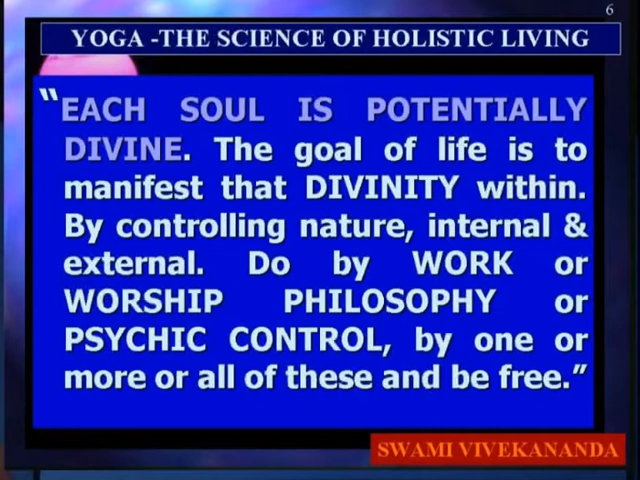 6
YOGA -THE SCIENCE OF HOLISTIC LIVING
“EACH SOUL IS POTENTIALLY
DIVINE. The goal of life is to
manifest that DIVINITY within.
By controlling nature, internal &
external. Do by WORK or
WORSHIP PHILOSOPHY or
PSYCHIC CONTROL, by one or
more or all of these and be free.”
SWAMI VIVEKANANDA